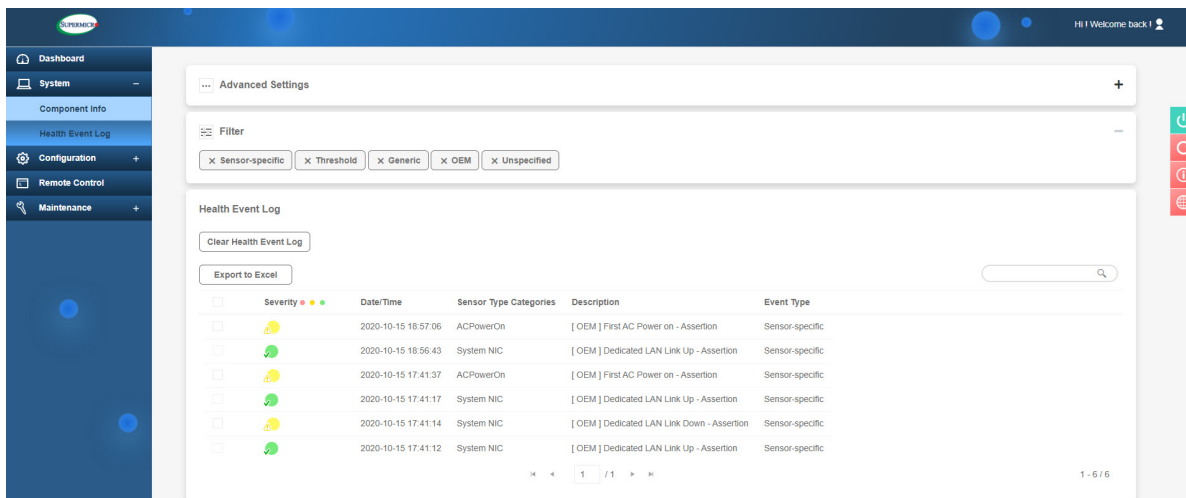 SUPERMICR
Hi ! Welcome back !
Dashboard
System −
Component Info
Health Event Log
Configuration +
Remote Control
Maintenance +
... Advanced Settings +
Filter −
× Sensor-specific × Threshold × Generic × OEM × Unspecified
Health Event Log
Clear Health Event Log
Export to Excel
Severity Date/Time Sensor Type Categories Description Event Type
2020-10-15 18:57:06 ACPowerOn [ OEM ] First AC Power on - Assertion Sensor-specific
2020-10-15 18:56:43 System NIC [ OEM ] Dedicated LAN Link Up - Assertion Sensor-specific
2020-10-15 17:41:37 ACPowerOn [ OEM ] First AC Power on - Assertion Sensor-specific
2020-10-15 17:41:17 System NIC [ OEM ] Dedicated LAN Link Up - Assertion Sensor-specific
2020-10-15 17:41:14 System NIC [ OEM ] Dedicated LAN Link Down - Assertion Sensor-specific
2020-10-15 17:41:12 System NIC [ OEM ] Dedicated LAN Link Up - Assertion Sensor-specific
1 / 1 1 - 6 / 6